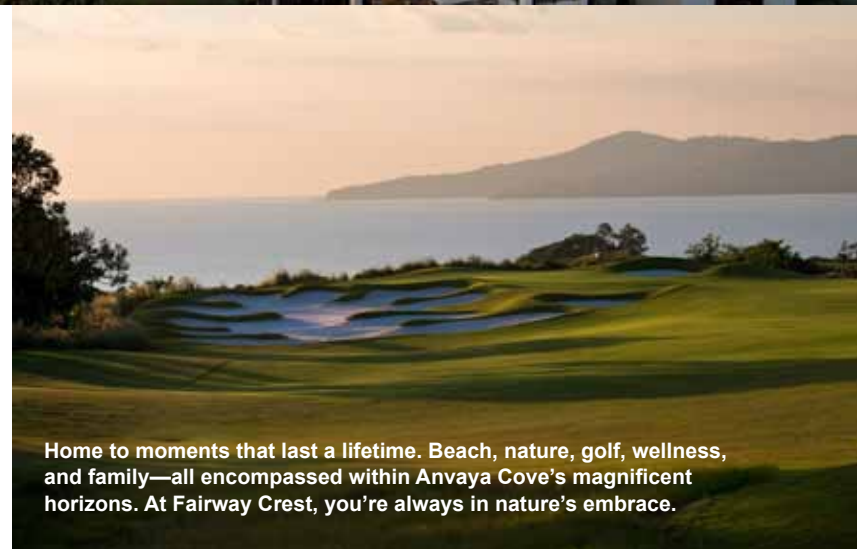 Home to moments that last a lifetime. Beach, nature, golf, wellness,
and family—all encompassed within Anvaya Cove’s magnificent
horizons. At Fairway Crest, you’re always in nature’s embrace.